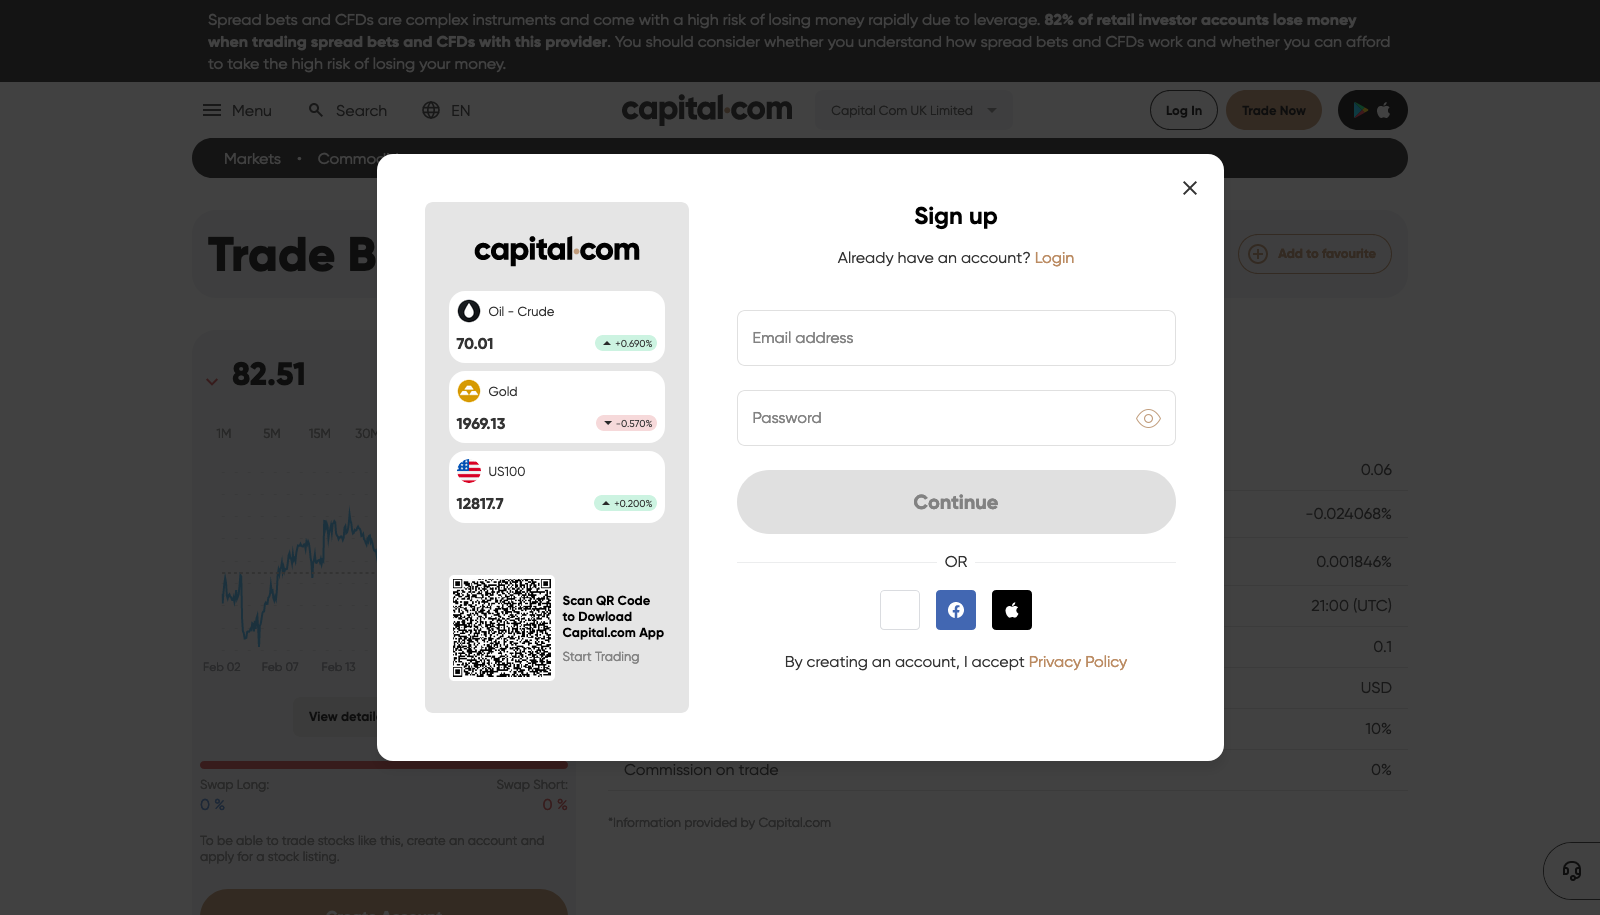 Spread bets and CFDs are complex instruments and come with a high risk of losing money rapidly due to leverage. 82% of retail investor accounts lose money
when trading spread bets and CFDs with this provider. You should consider whether you understand how spread bets and CFDs work and whether you can afford
to take the high risk of losing your money.
Menu
Search
EN
capital.com
Capital Com UK Limited
Log In
Trade Now
Markets
Trade B
Add to favourite
82.51
1M 5M 15M 30M
Feb 02 Feb 07 Feb 13
Swap Long:
Swap Short:
0 %
0 %
To be able to trade stocks like this, create an account and
apply for a stock listing.
0.06
-0.024068%
0.001846%
21:00 (UTC)
0.1
USD
10%
Commission on trade
0%
*Information provided by Capital.com
capital.com
Oil - Crude
70.01
+0.690%
Gold
1969.13
-0.570%
US100
12817.7
+0.200%
Scan QR Code
to Dowload
Capital.com App
Start Trading
Sign up
Already have an account? Login
Email address
Password
Continue
OR
By creating an account, I accept Privacy Policy